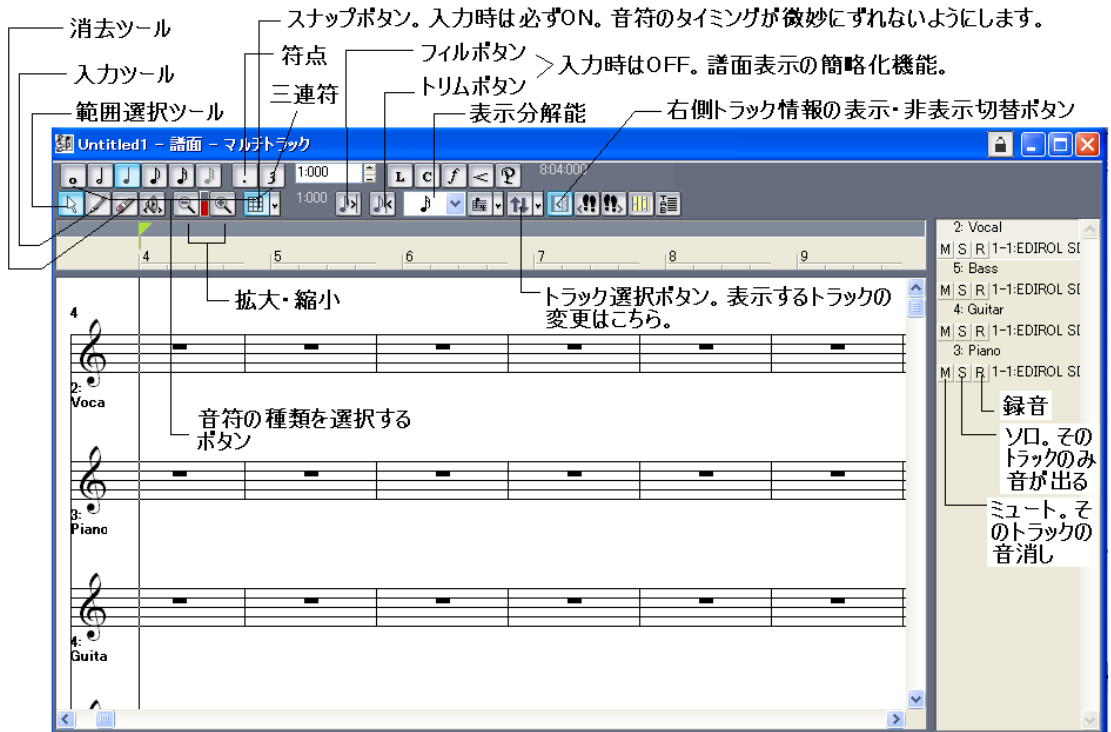 スナップボタン。入力時は必ずON。音符のタイミングが微妙にずれないようにします。
消去ツール
符点
フィルボタン
入力時はOFF。譜面表示の簡略化機能。
入力ツール
トリムボタン
三連符
範囲選択ツール
表示分解能
右側トラック情報の表示・非表示切替ボタン
Untitled1 - 譜面 - マルチトラック
. 3 1:000 L C f < P 8:04:000
1:000
4 5 6 7 8 9
2: Vocal
M S R 1-1:EDIROL SD
5: Bass
M S R 1-1:EDIROL SD
4: Guitar
M S R 1-1:EDIROL SD
3: Piano
M S R 1-1:EDIROL SD
拡大・縮小
トラック選択ボタン。表示するトラックの
変更はこちら。
4
2:
Voca
音符の種類を選択する
ボタン
録音
ソロ。その
トラックのみ
音が出る
3:
Piano
ミュート。そ
のトラックの
音消し
4:
Guita